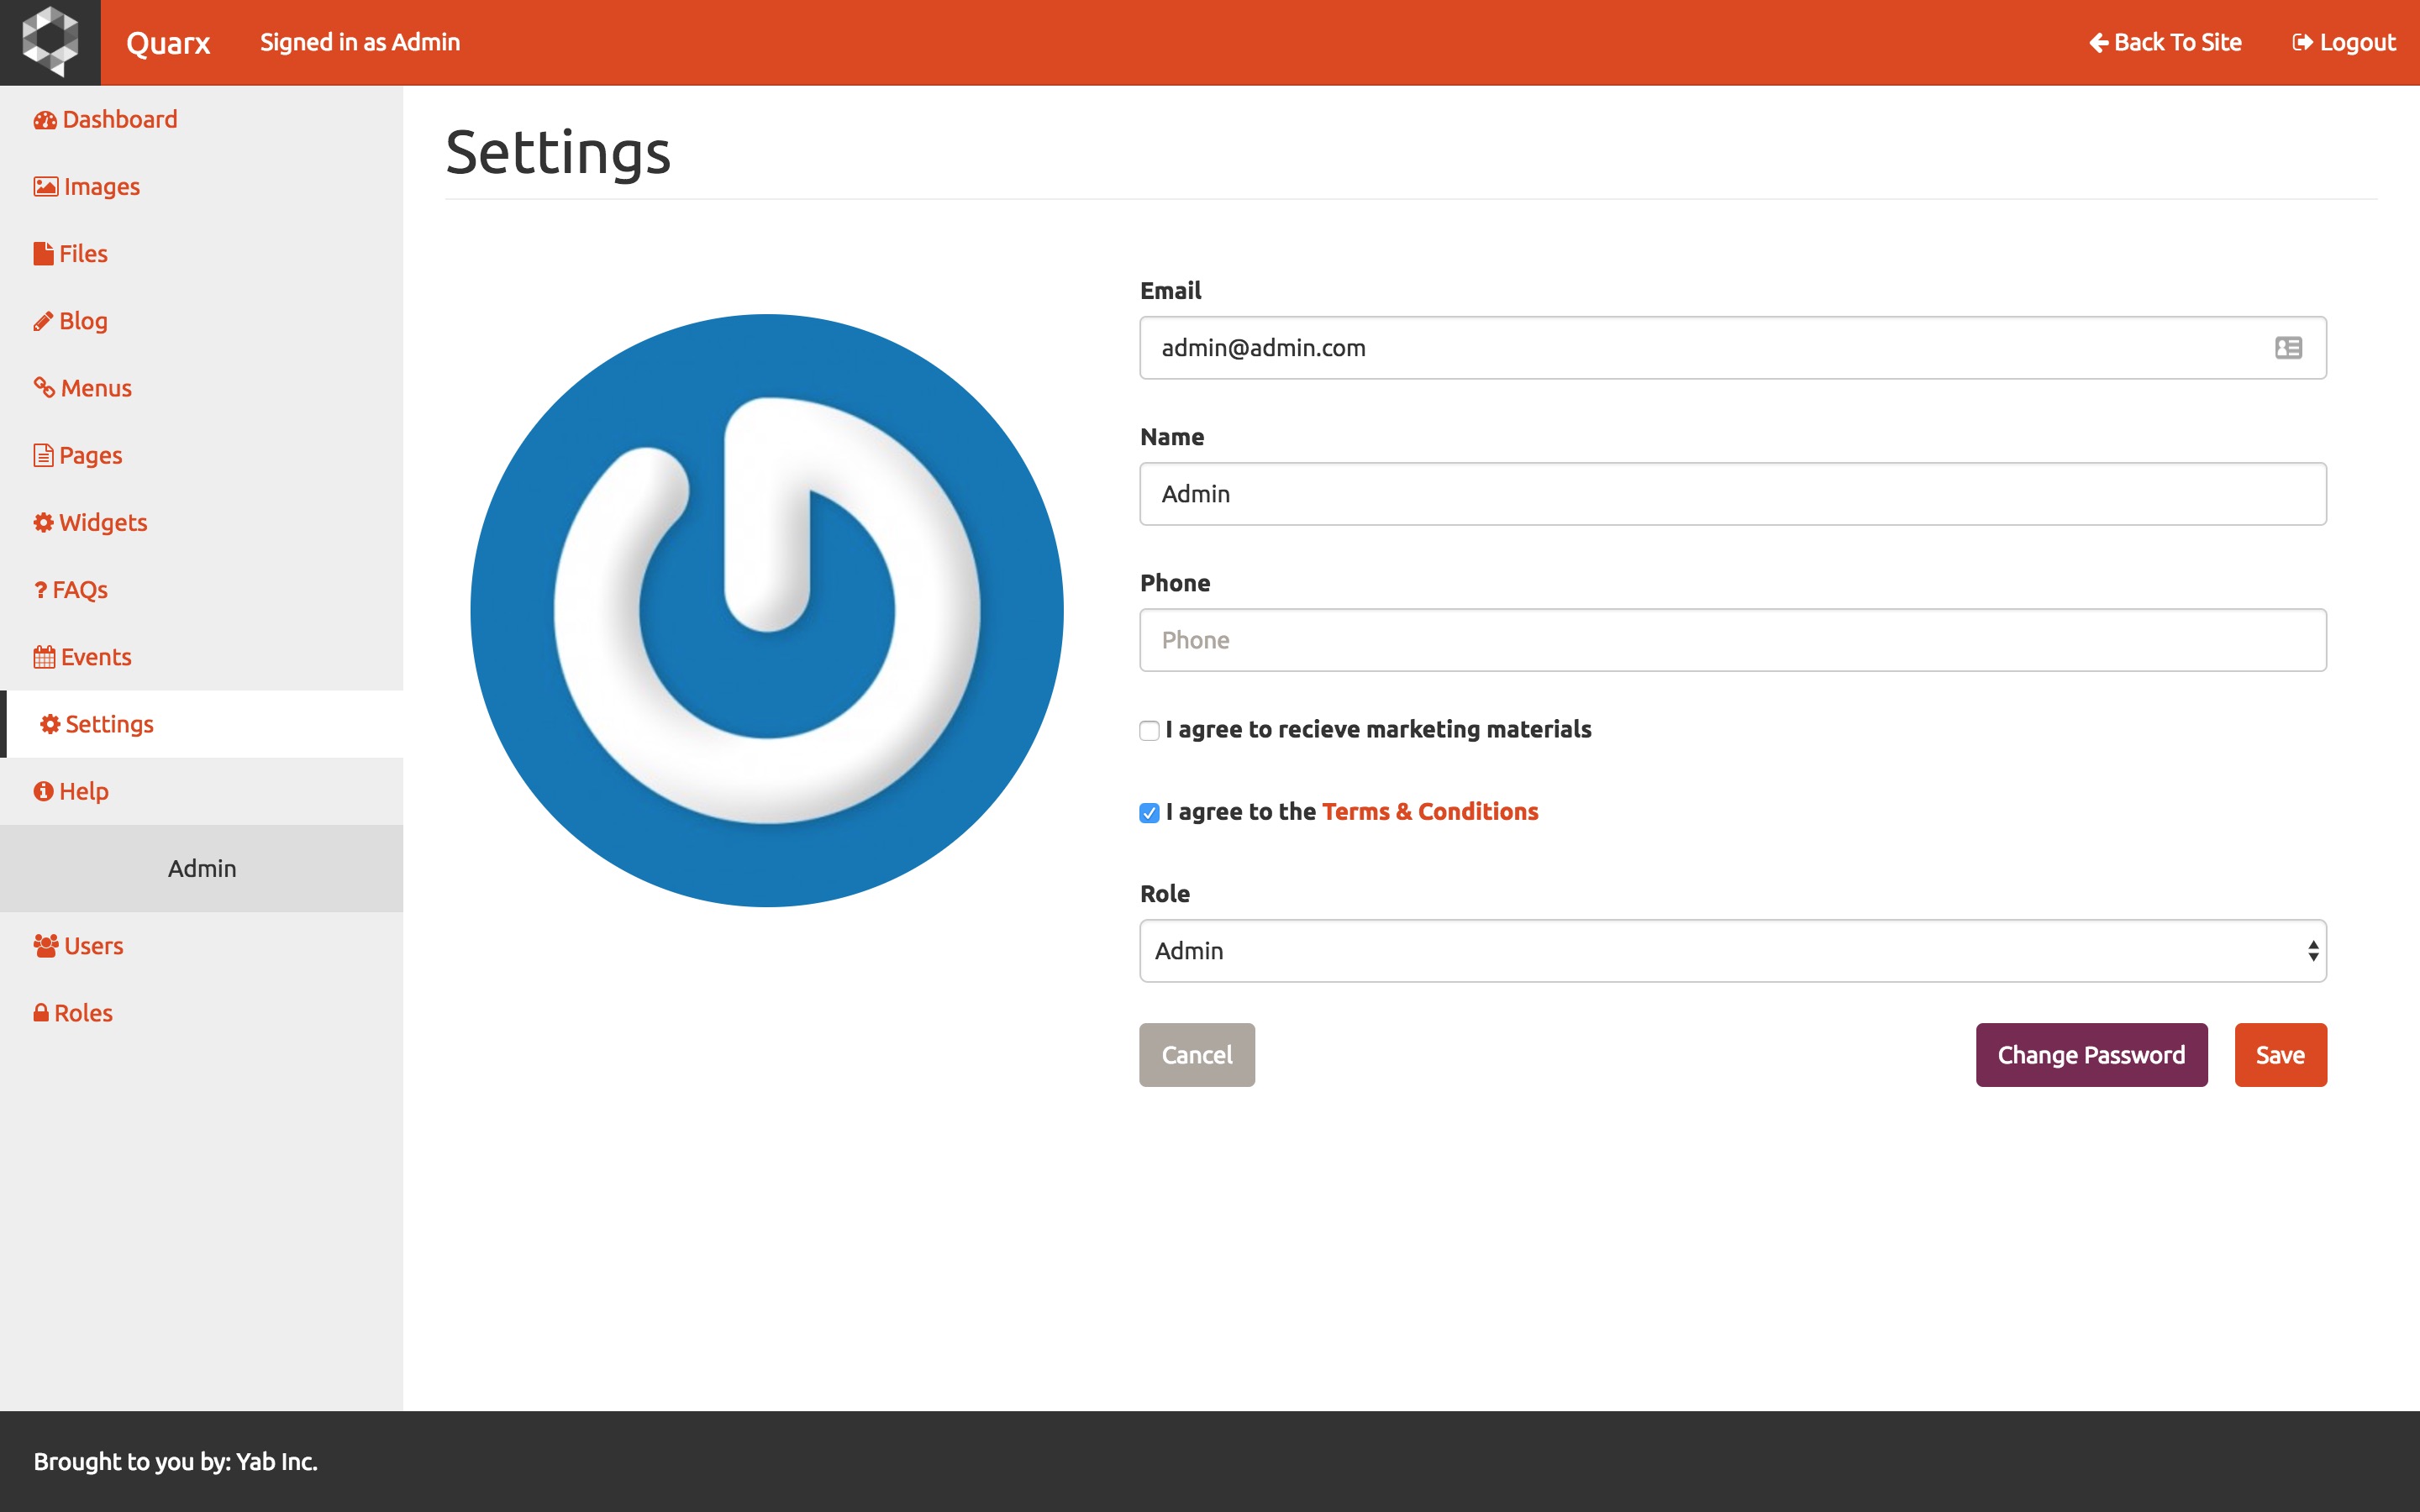 Quarx
Signed in as Admin
Back To Site
Logout
Dashboard
Images
Files
Blog
Menus
Pages
Widgets
FAQs
Events
Settings
Help
Admin
Users
Roles
Settings
Email
admin@admin.com
Name
Admin
Phone
Phone
I agree to recieve marketing materials
I agree to the Terms & Conditions
Role
Admin
Cancel
Change Password
Save
Brought to you by: Yab Inc.